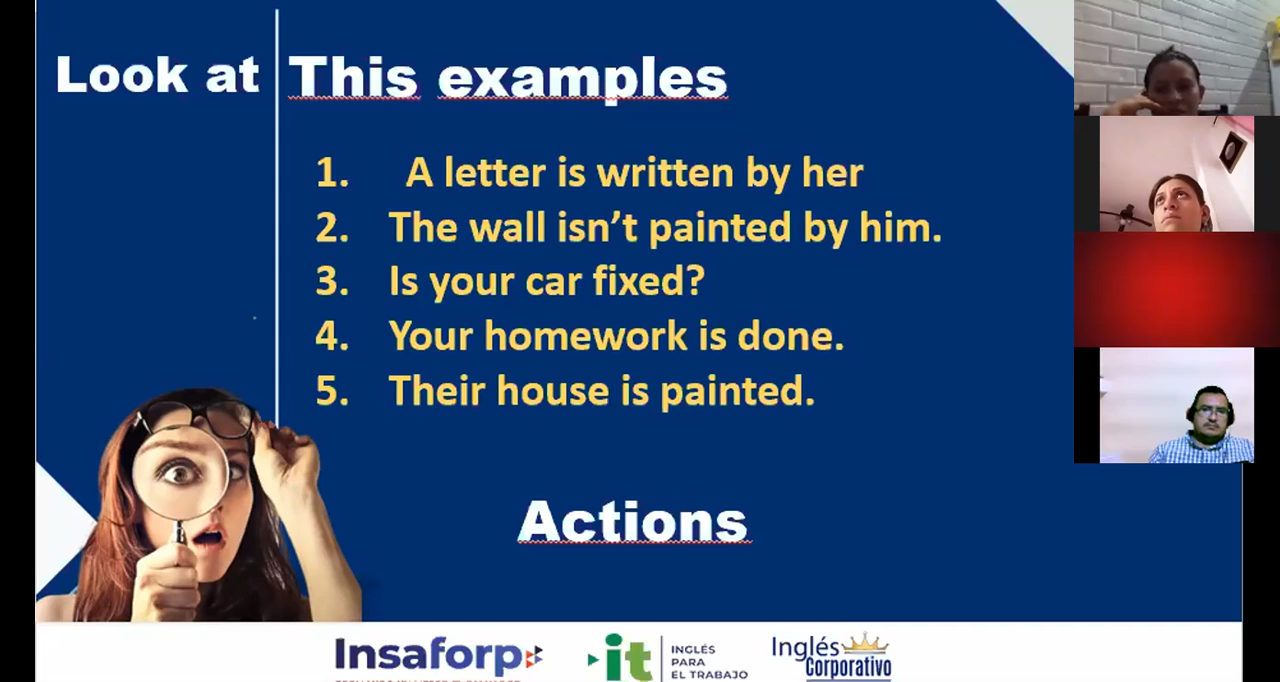 Look at This examples
1. A letter is written by her
2. The wall isn't painted by him.
3. Is your car fixed?
4. Your homework is done.
5. Their house is painted.
Actions
Insaforp
it
INGLÉS
PARA
EL TRABAJO
Inglés
Corporativo